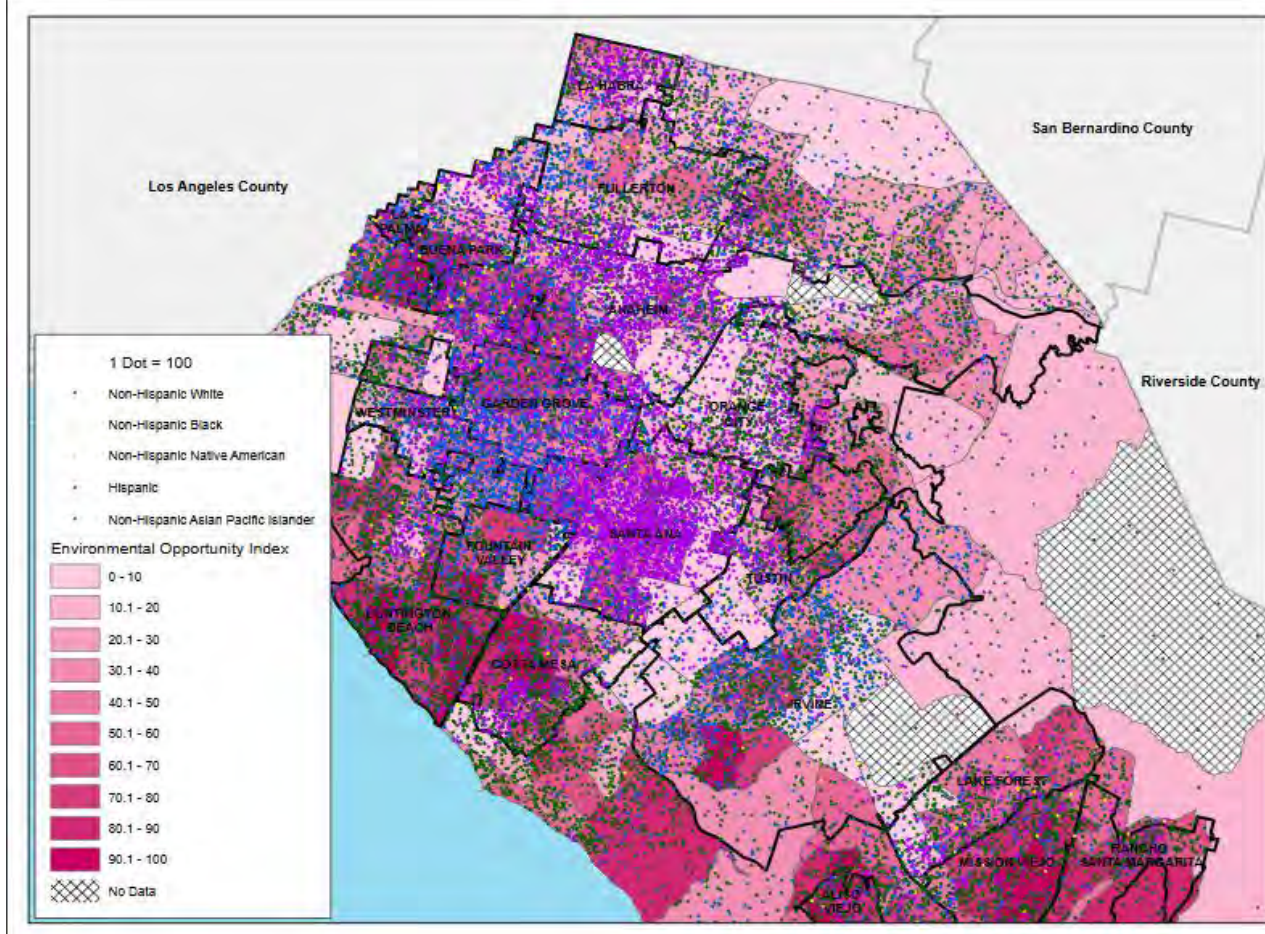 San Bernardino County
Los Angeles County
Riverside County
LA HABRA
FULLERTON
PALMA
BUENA PARK
ANAHEIM
GARDEN GROVE
WESTMINSTER
ORANGE
CITY
SANTA ANA
FOUNTAIN
VALLEY
TUSTIN
HUNTINGTON
BEACH
COSTA MESA
IRVINE
LAKE FOREST
MISSION VIEJO
RANCHO
SANTA MARGARITA
ALISO
VIEJO
1 Dot = 100
Non-Hispanic White
Non-Hispanic Black
Non-Hispanic Native American
Hispanic
Non-Hispanic Asian Pacific Islander
Environmental Opportunity Index
0 - 10
10.1 - 20
20.1 - 30
30.1 - 40
40.1 - 50
50.1 - 60
60.1 - 70
70.1 - 80
80.1 - 90
90.1 - 100
No Data